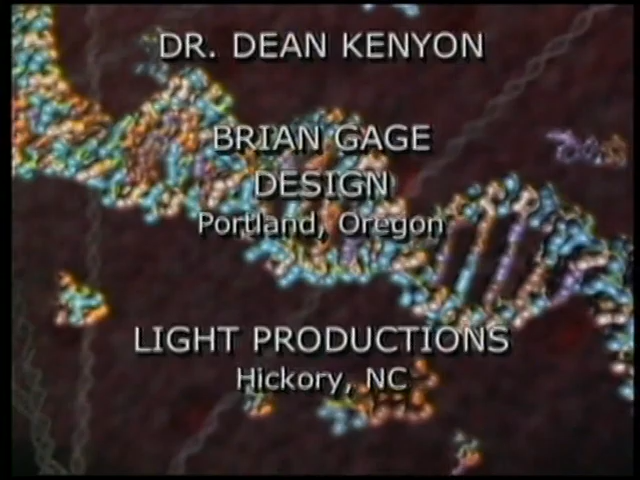 DR. DEAN KENYON
BRIAN GAGE
DESIGN
Portland, Oregon
LIGHT PRODUCTIONS
Hickory, NC